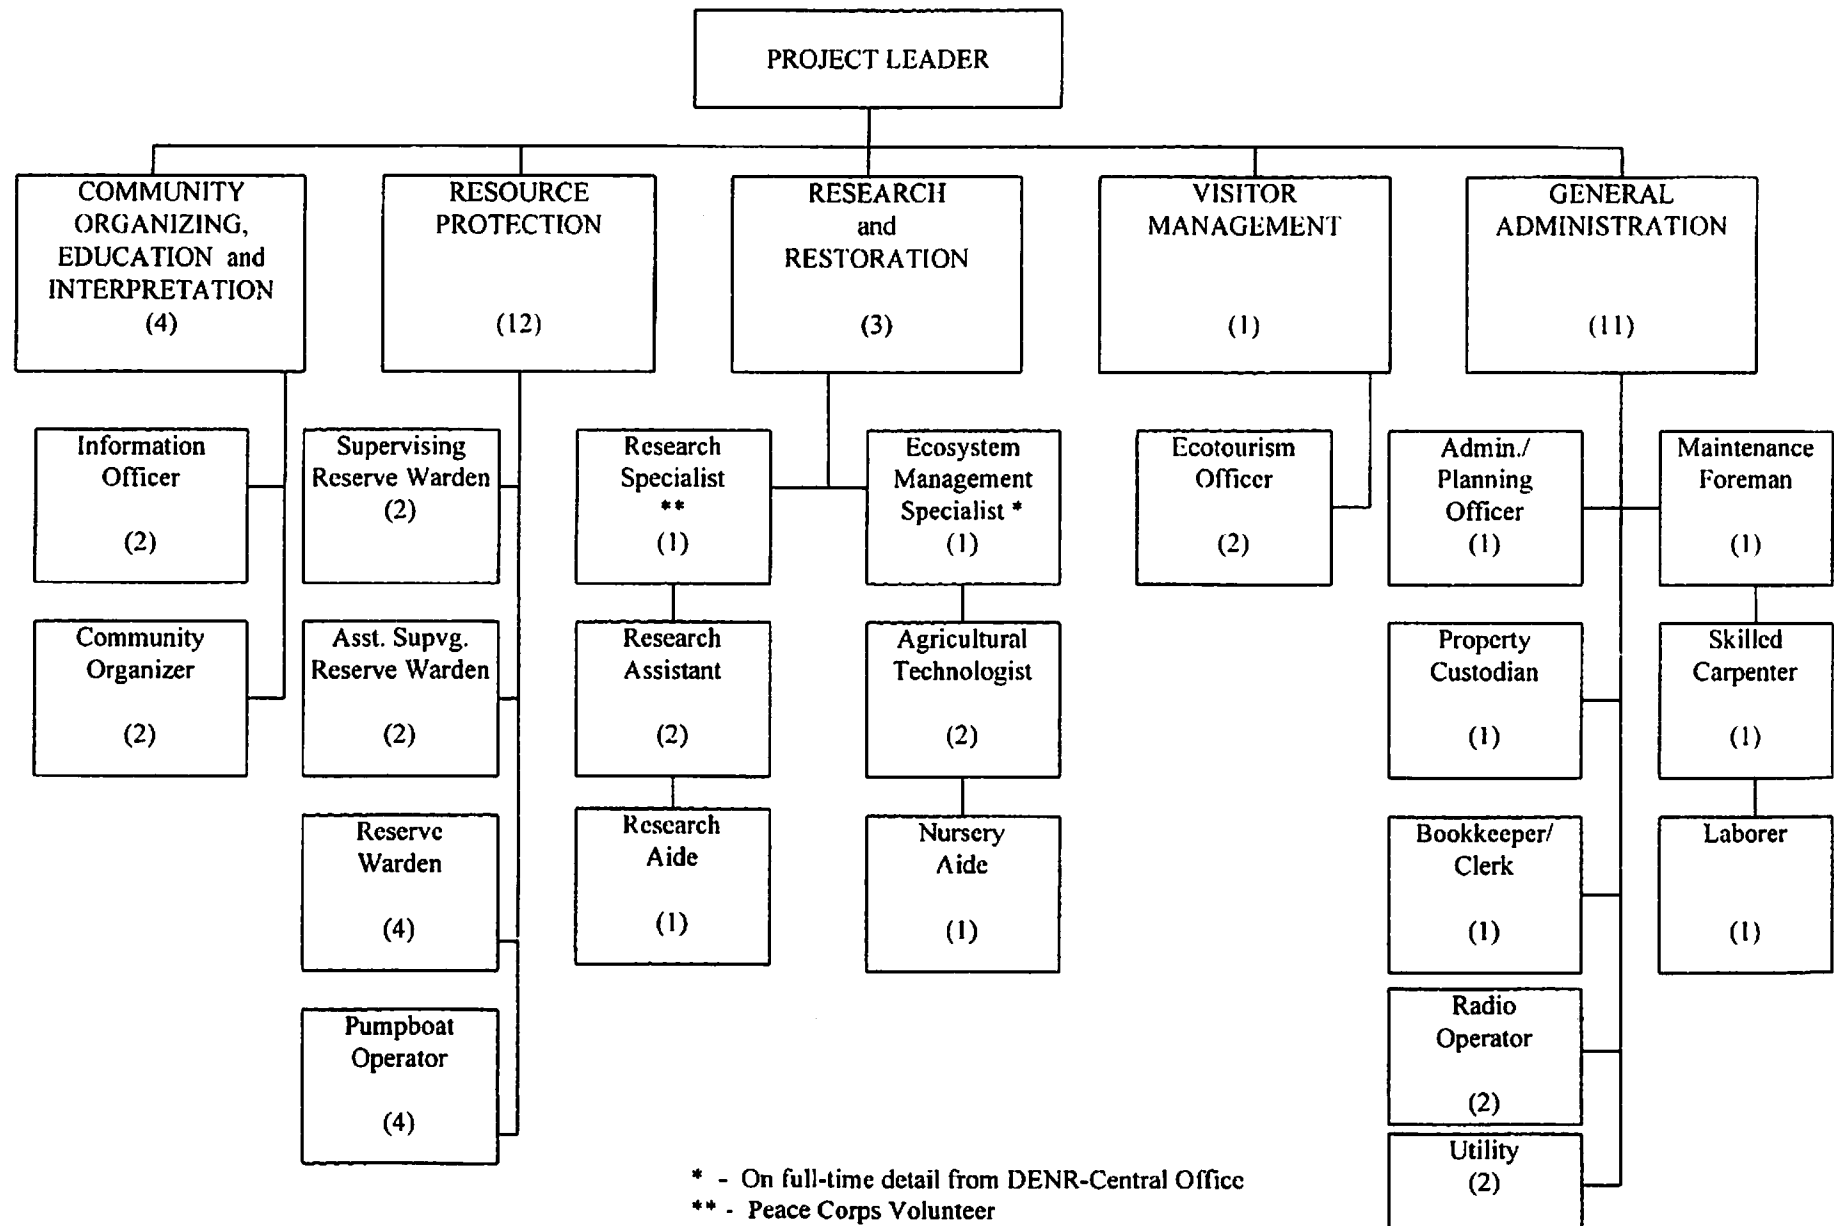 PROJECT LEADER
COMMUNITY
ORGANIZING,
EDUCATION and
INTERPRETATION
(4)
RESOURCE
PROTECTION
(12)
RESEARCH
and
RESTORATION
(3)
VISITOR
MANAGEMENT
(1)
GENERAL
ADMINISTRATION
(11)
Information
Officer
(2)
Community
Organizer
(2)
Supervising
Reserve Warden
(2)
Asst. Supvg.
Reserve Warden
(2)
Reserve
Warden
(4)
Pumpboat
Operator
(4)
Research
Specialist
**
(1)
Research
Assistant
(2)
Research
Aide
(1)
Ecosystem
Management
Specialist *
(1)
Agricultural
Technologist
(2)
Nursery
Aide
(1)
Ecotourism
Officer
(2)
Admin./
Planning
Officer
(1)
Property
Custodian
(1)
Bookkeeper/
Clerk
(1)
Radio
Operator
(2)
Utility
(2)
Maintenance
Foreman
(1)
Skilled
Carpenter
(1)
Laborer
(1)
* - On full-time detail from DENR-Central Office
** - Peace Corps Volunteer